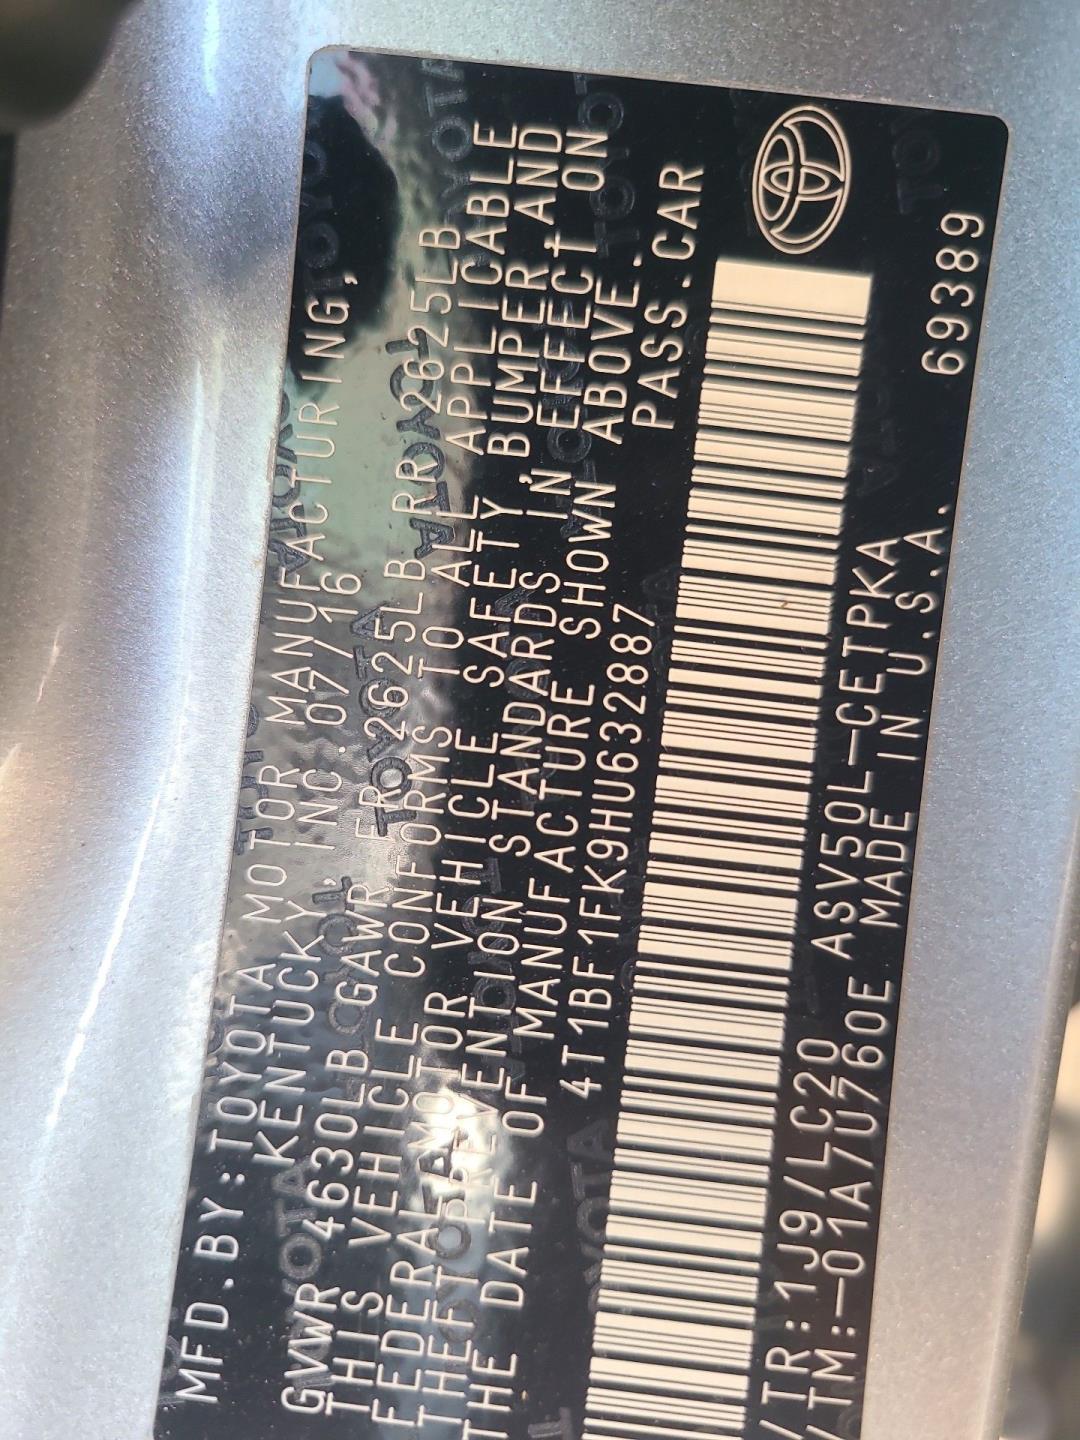 MFD.BY:TOYOTA MOTOR MANUFACTURING,
KENTUCKY, INC.07/16
GVWR 4630LB GAWR FR 2625LB RR 2625LB
THIS VEHICLE CONFORMS TO ALL APPLICABLE
FEDERAL MOTOR VEHICLE SAFETY, BUMPER AND
THEFT PREVENTION STANDARDS IN EFFECT ON
THE DATE OF MANUFACTURE SHOWN ABOVE.
4T1BF1FK9HU632887 PASS.CAR
/TR:1J9/LC20 ASV50L-CETPKA
/TM:-01A/U760E MADE IN U.S.A. 69389